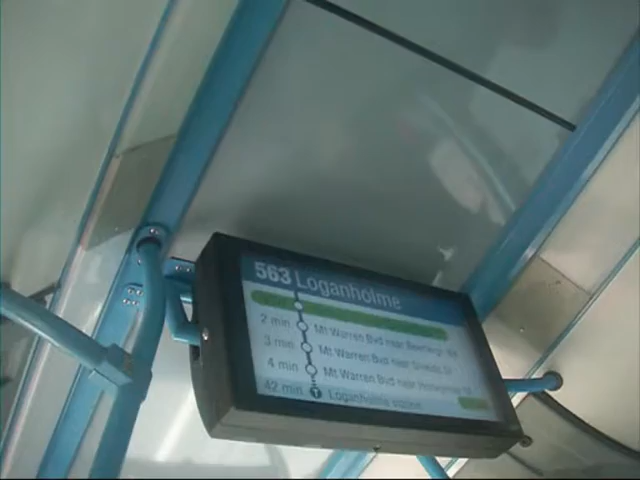 563 Loganholme
2 min Mt Warren Bvd near
3 min Mt Warren Bvd near
4 min Mt Warren Bvd near
42 min Loganholme station